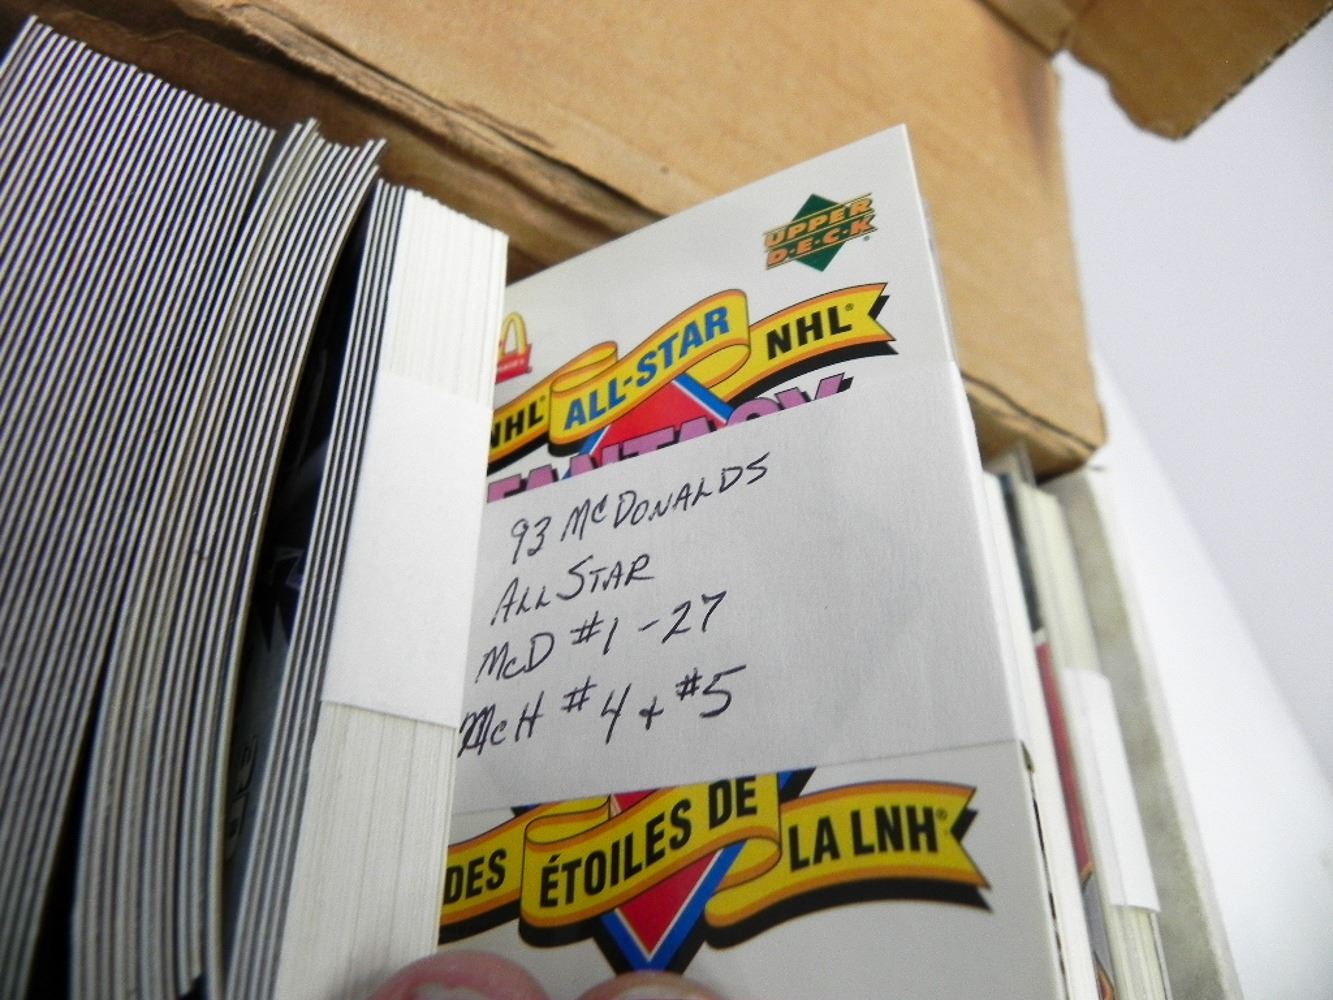 UPPER
D·E·C·K
NHL® ALL-STAR NHL®
FANTASY
93 McDONALDS
ALL STAR
McD #1-27
McH #4 + #5
DES ÉTOILES DE LA LNH®